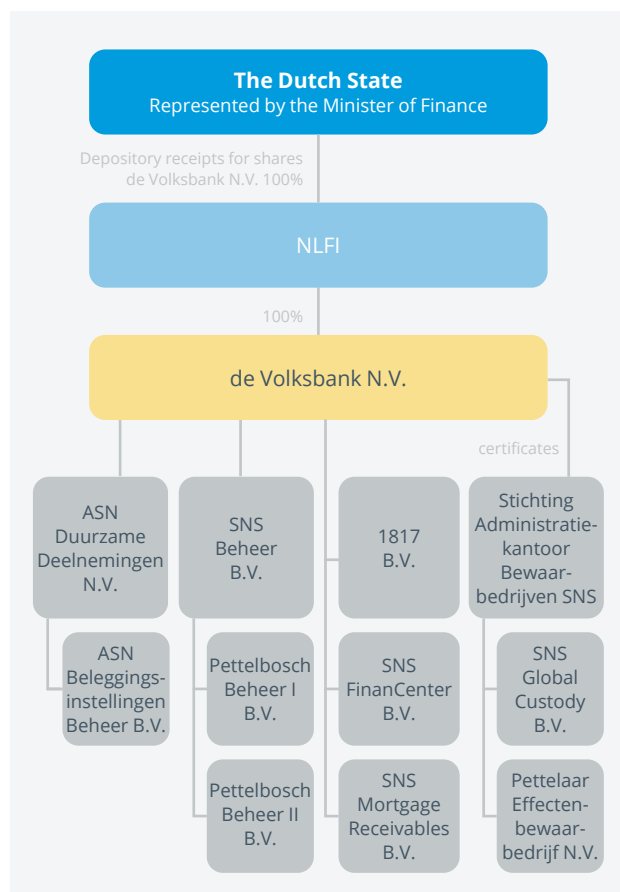 The Dutch State
Represented by the Minister of Finance
Depository receipts for shares
de Volksbank N.V. 100%
NLFI
100%
de Volksbank N.V.
certificates
ASN
Duurzame
Deelnemingen
N.V.
SNS
Beheer
B.V.
1817
B.V.
Stichting
Administratie-
kantoor
Bewaar-
bedrijven SNS
ASN
Beleggings-
instellingen
Beheer B.V.
Pettelbosch
Beheer I
B.V.
SNS
FinanCenter
B.V.
SNS
Global
Custody
B.V.
Pettelbosch
Beheer II
B.V.
SNS
Mortgage
Receivables
B.V.
Pettelaar
Effecten-
bewaar-
bedrijf N.V.